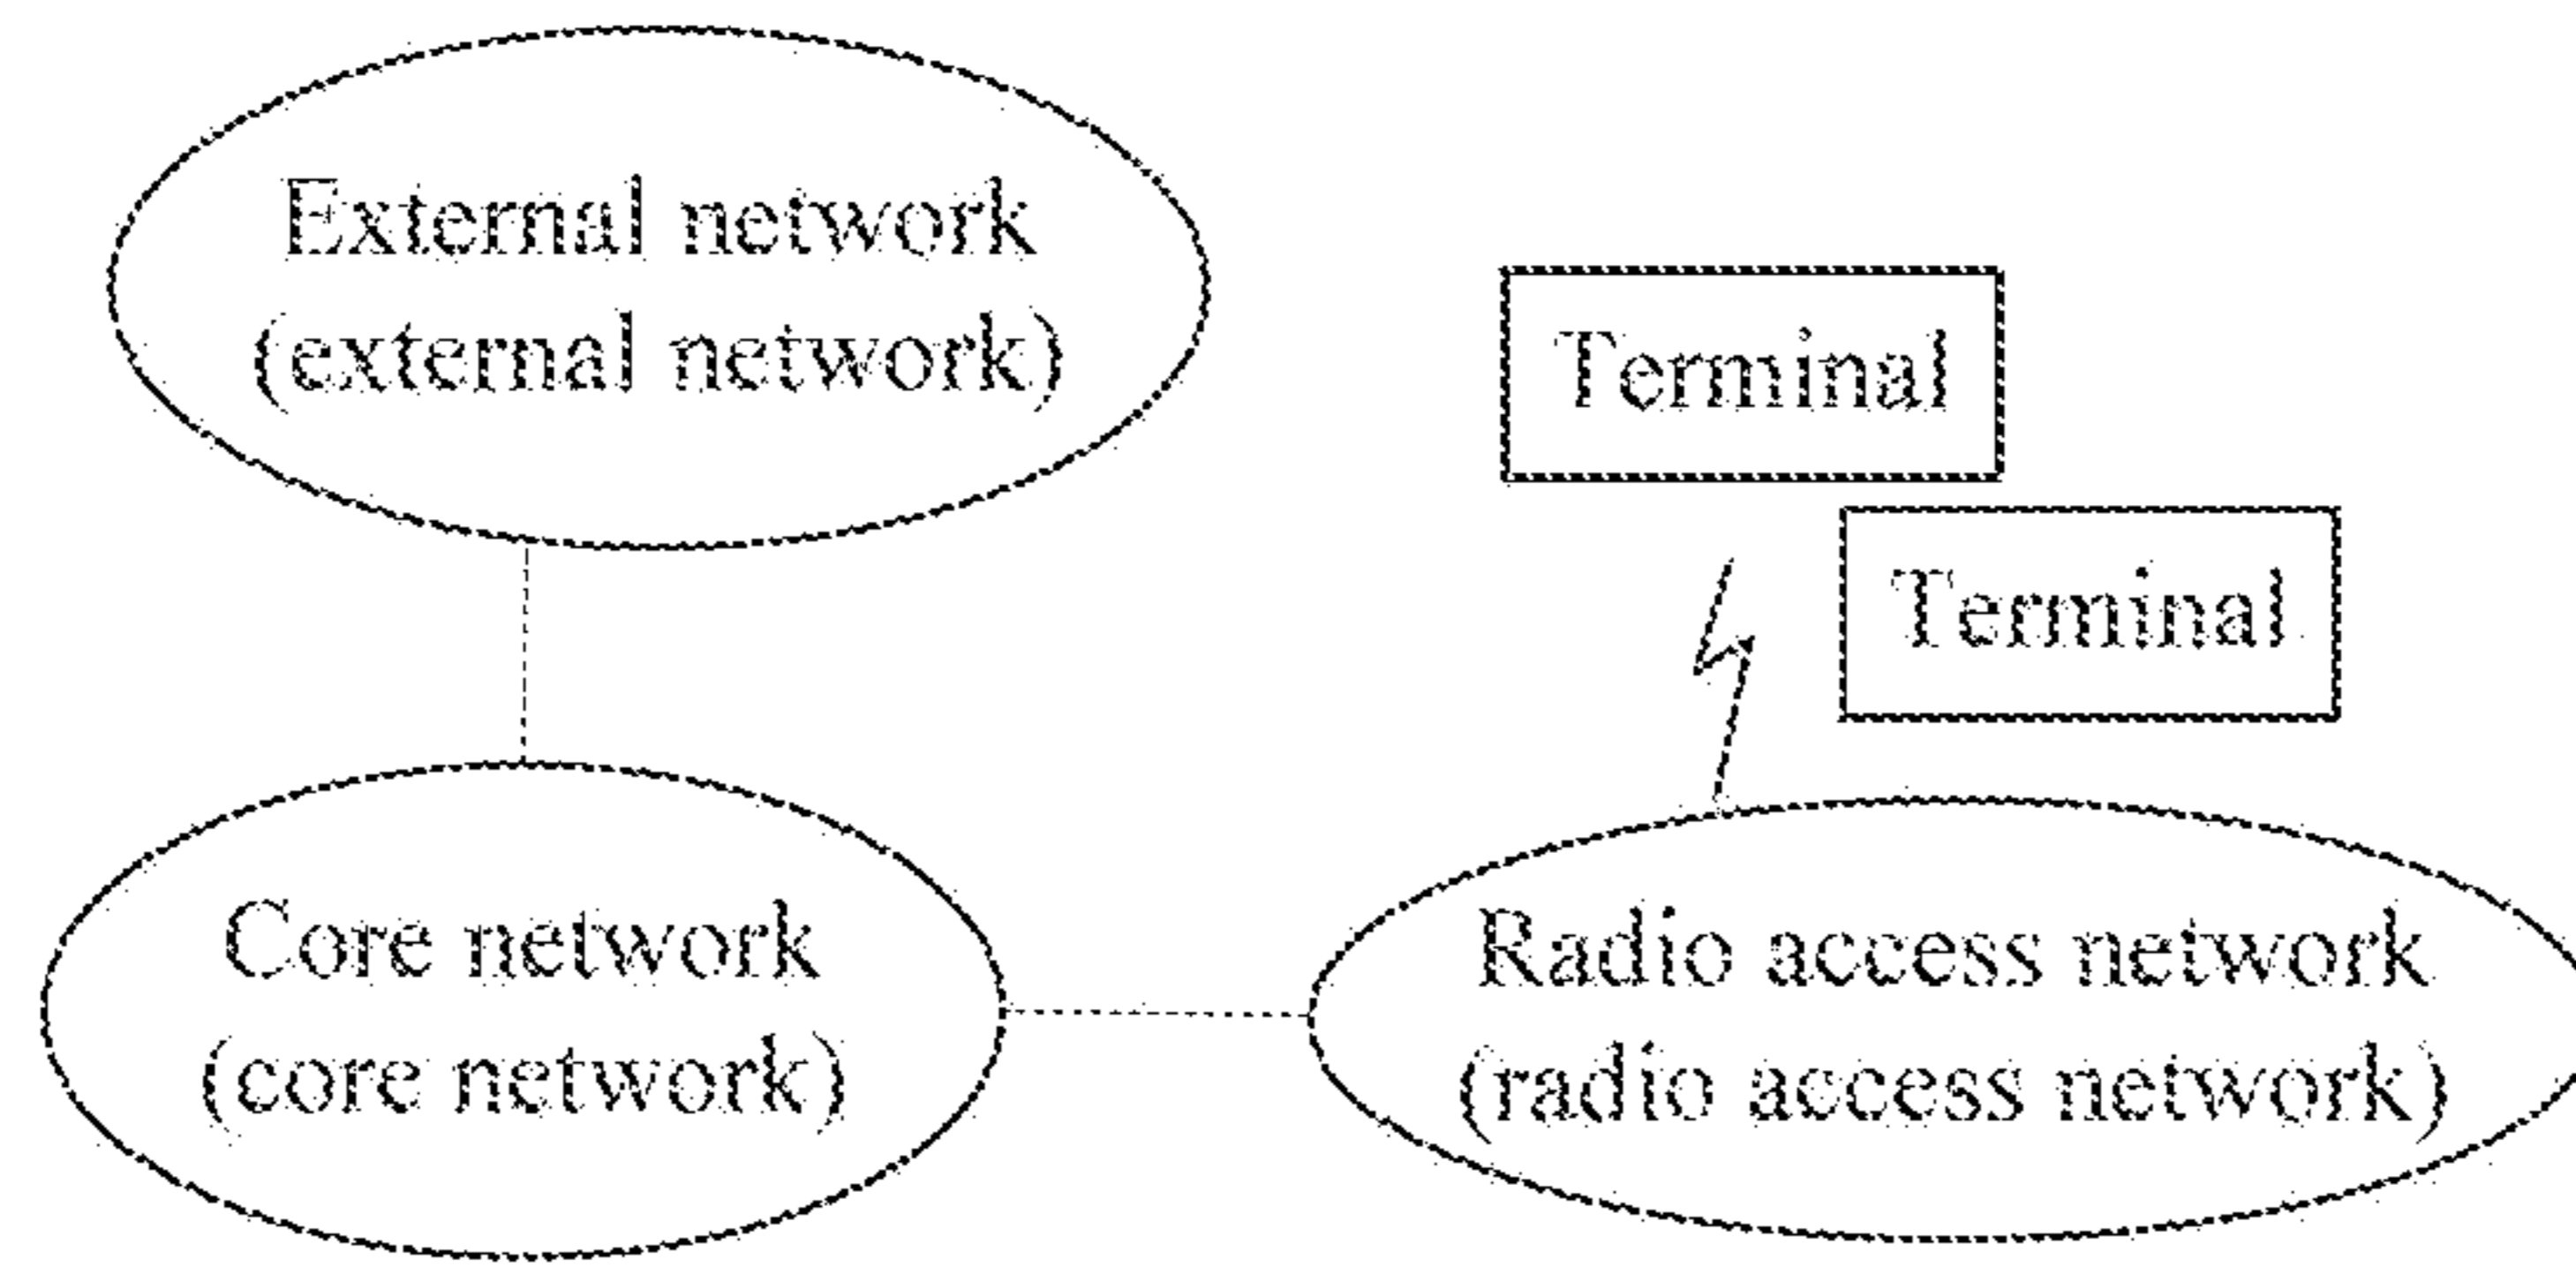 External network
(external network)
Terminal
Terminal
Core network
(core network)
Radio access network
(radio access network)